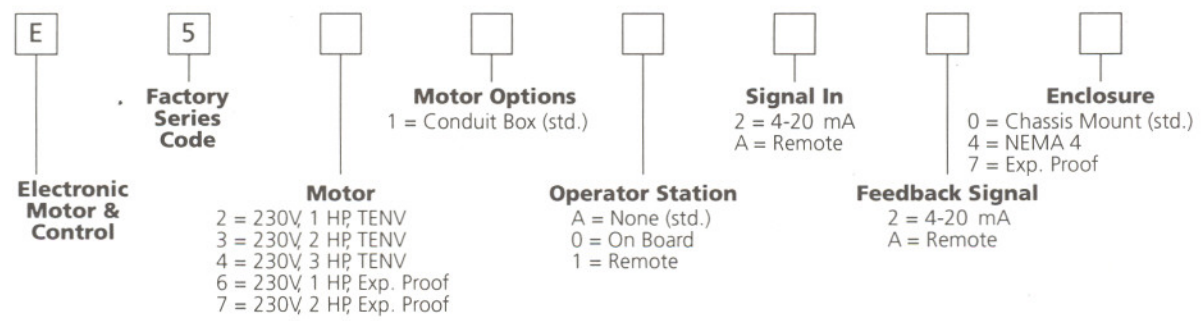 E 5
Factory
Series
Code
Motor Options
1 = Conduit Box (std.)
Signal In
2 = 4-20 mA
A = Remote
Enclosure
0 = Chassis Mount (std.)
4 = NEMA 4
7 = Exp. Proof
Electronic
Motor &
Control
Motor
2 = 230V, 1 HP, TENV
3 = 230V, 2 HP, TENV
4 = 230V, 3 HP, TENV
6 = 230V, 1 HP, Exp. Proof
7 = 230V, 2 HP, Exp. Proof
Operator Station
A = None (std.)
0 = On Board
1 = Remote
Feedback Signal
2 = 4-20 mA
A = Remote